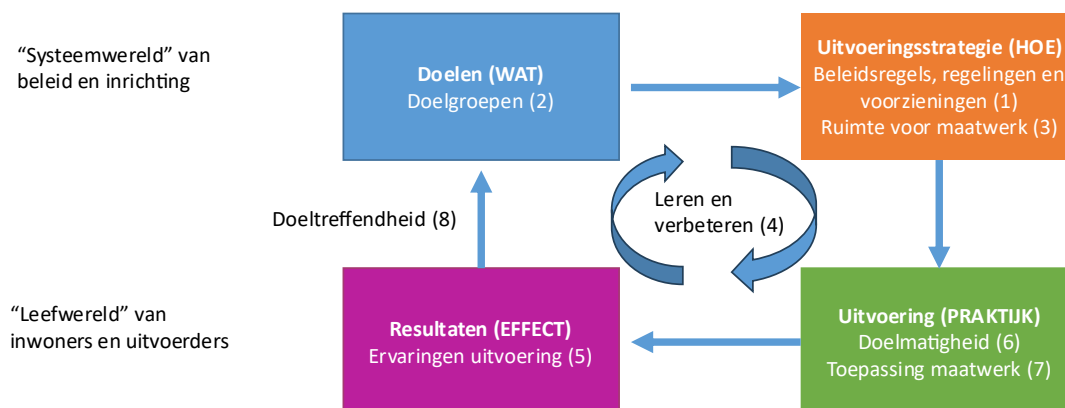 “Systeemwereld” van
beleid en inrichting
Doelen (WAT)
Doelgroepen (2)
Uitvoeringsstrategie (HOE)
Beleidsregels, regelingen en
voorzieningen (1)
Ruimte voor maatwerk (3)
Doeltreffendheid (8)
Leren en
verbeteren (4)
“Leefwereld” van
inwoners en uitvoerders
Resultaten (EFFECT)
Ervaringen uitvoering (5)
Uitvoering (PRAKTIJK)
Doelmatigheid (6)
Toepassing maatwerk (7)